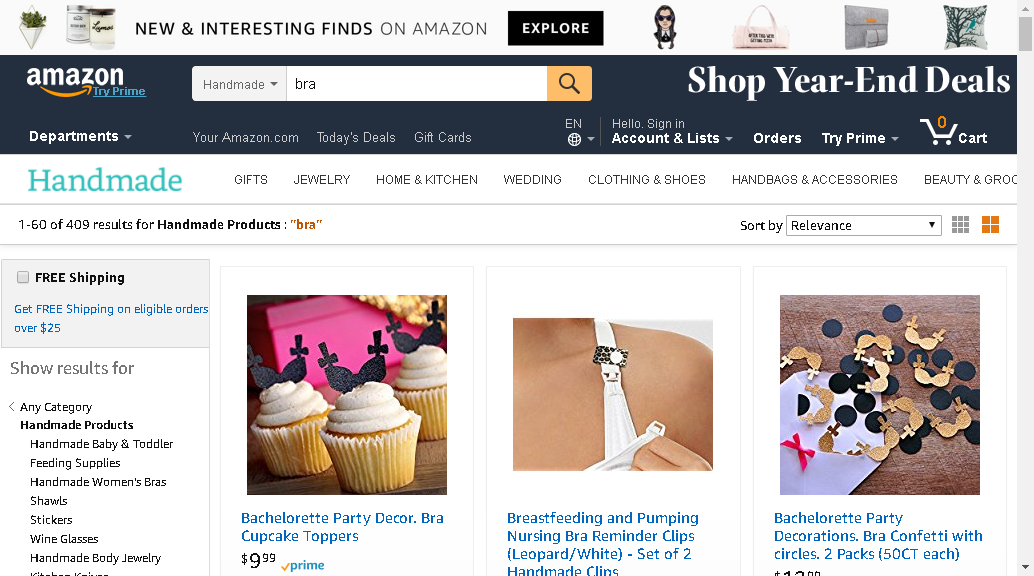 NEW & INTERESTING FINDS ON AMAZON EXPLORE
amazon
Try Prime
Handmade
bra
Shop Year-End Deals
Departments
Your Amazon.com Today's Deals Gift Cards
EN
Hello. Sign in
Account & Lists
Orders
Try Prime
0
Cart
Handmade
GIFTS JEWELRY HOME & KITCHEN WEDDING CLOTHING & SHOES HANDBAGS & ACCESSORIES BEAUTY & GROO
1-60 of 409 results for Handmade Products : "bra"
Sort by Relevance
FREE Shipping
Get FREE Shipping on eligible orders
over $25
Show results for
Any Category
Handmade Products
Handmade Baby & Toddler
Feeding Supplies
Handmade Women's Bras
Shawls
Stickers
Wine Glasses
Handmade Body Jewelry
Kitchen Knives
Bachelorette Party Decor. Bra
Cupcake Toppers
$9.99 prime
Breastfeeding and Pumping
Nursing Bra Reminder Clips
(Leopard/White) - Set of 2
Handmade Clips
Bachelorette Party
Decorations. Bra Confetti with
circles. 2 Packs (50CT each)